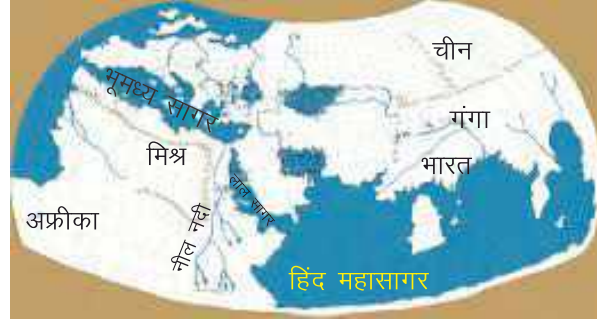 चीन
भूमध्य सागर
गंगा
मिश्र
भारत
लाल सागर
अफ्रीका
नील नदी
हिंद महासागर